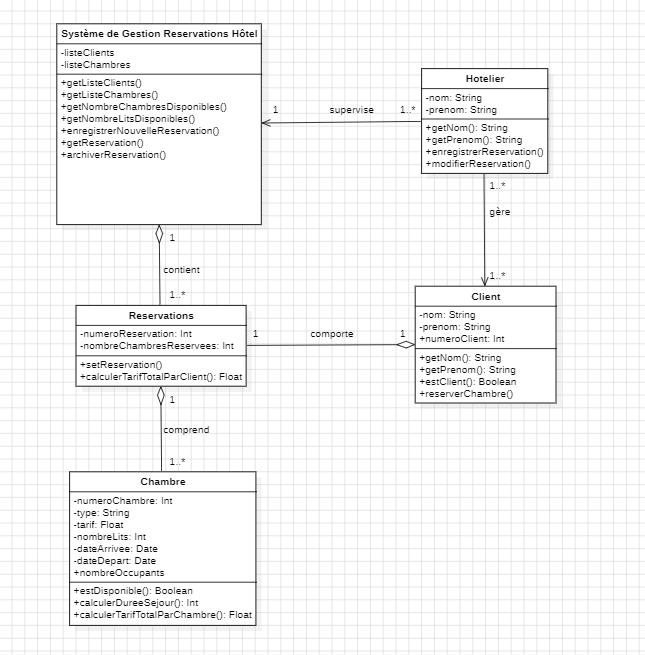 Système de Gestion Reservations Hôtel
-listeClients
-listeChambres
+getListeClients()
+getListeChambres()
+getNombreChambresDisponibles()
+getNombreLitsDisponibles()
+enregistrerNouvelleReservation()
+getReservation()
+archiverReservation()
1
supervise
1..*
Hotelier
-nom: String
-prenom: String
+getNom(): String
+getPrenom(): String
+enregistrerReservation()
+modifierReservation()
1..*
gère
1..*
1
contient
1..*
Reservations
-numeroReservation: Int
-nombreChambresReservees: Int
+setReservation()
+calculerTarifTotalParClient(): Float
1
comporte
1
Client
-nom: String
-prenom: String
+numeroClient: Int
+getNom(): String
+getPrenom(): String
+estClient(): Boolean
+reserverChambre()
1
comprend
1..*
Chambre
-numeroChambre: Int
-type: String
-tarif: Float
-nombreLits: Int
-dateArrivee: Date
-dateDepart: Date
+nombreOccupants
+estDisponible(): Boolean
+calculerDureeSejour(): Int
+calculerTarifTotalParChambre(): Float